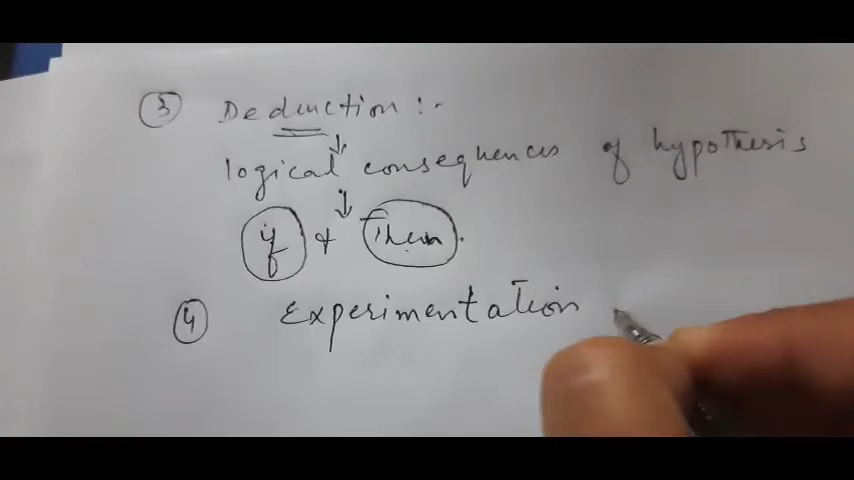 3 Deduction :-
↓
logical consequences of hypothesis
↓
if & Then.
4 Experimentation